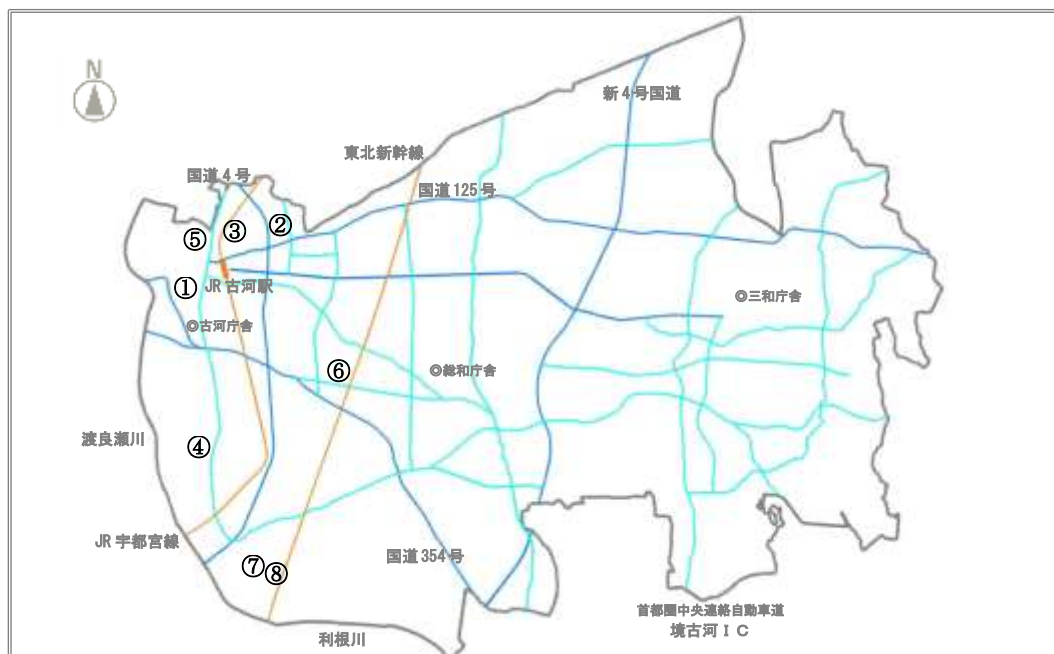 N
新4号国道
東北新幹線
国道4号
国道125号
②
③
⑤
①
JR古河駅
◎三和庁舎
◎古河庁舎
⑥
◎総和庁舎
渡良瀬川
④
JR宇都宮線
国道354号
⑦
⑧
首都圏中央連絡自動車道
境古河IC
利根川